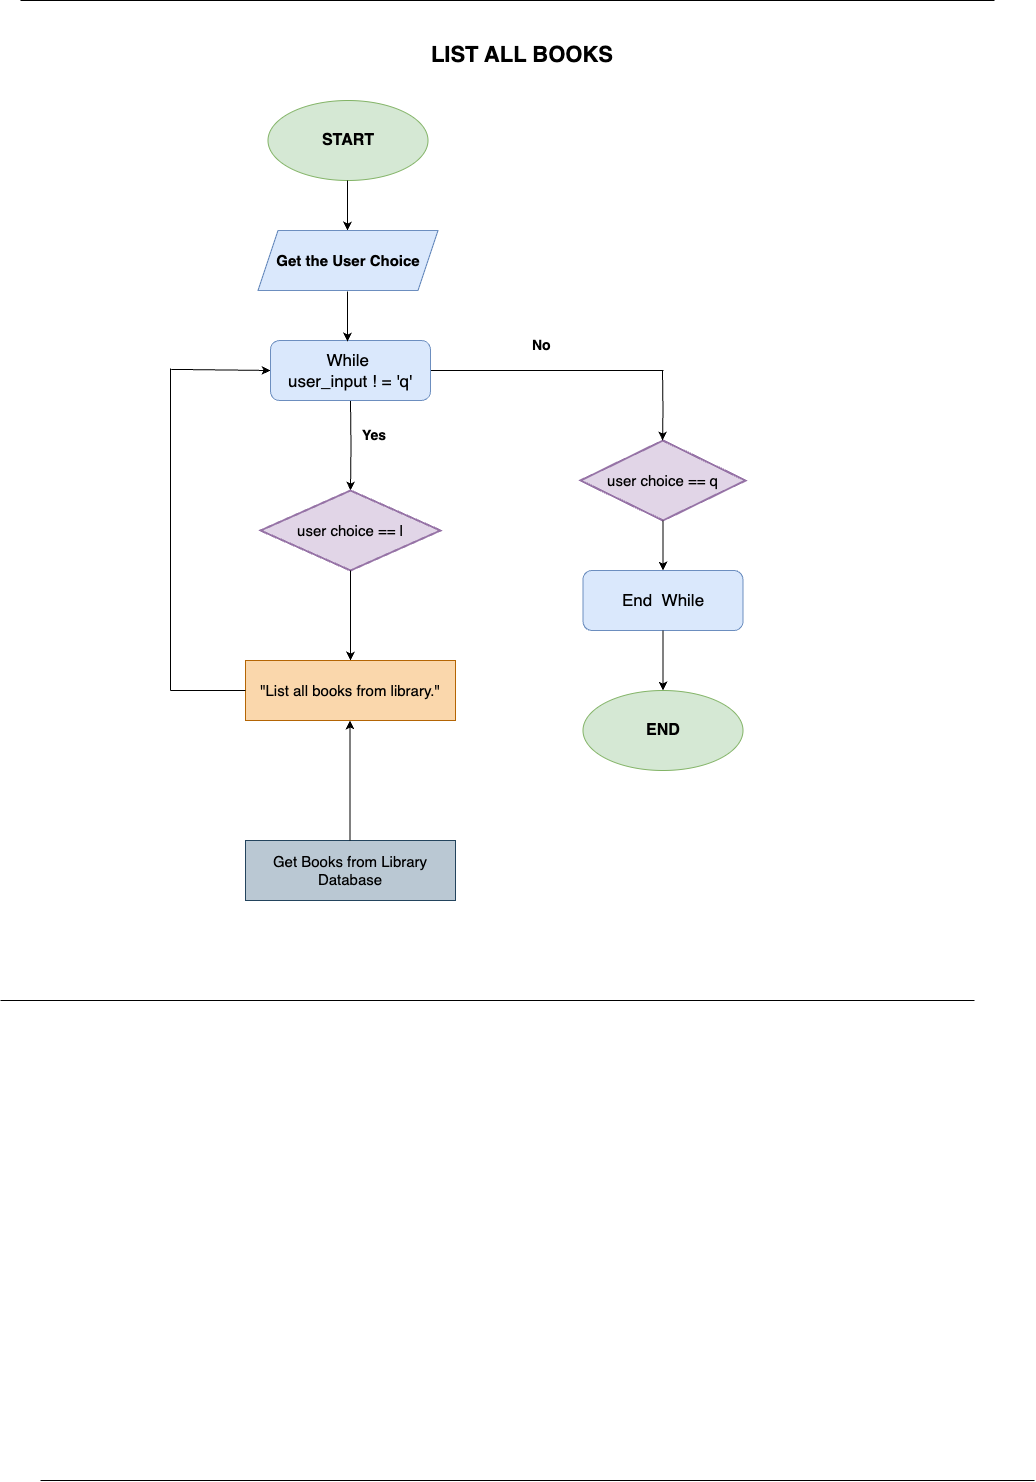 LIST ALL BOOKS
START
Get the User Choice
While
user_input ! = 'q'
No
Yes
user choice == q
user choice == l
End  While
"List all books from library."
END
Get Books from Library
Database